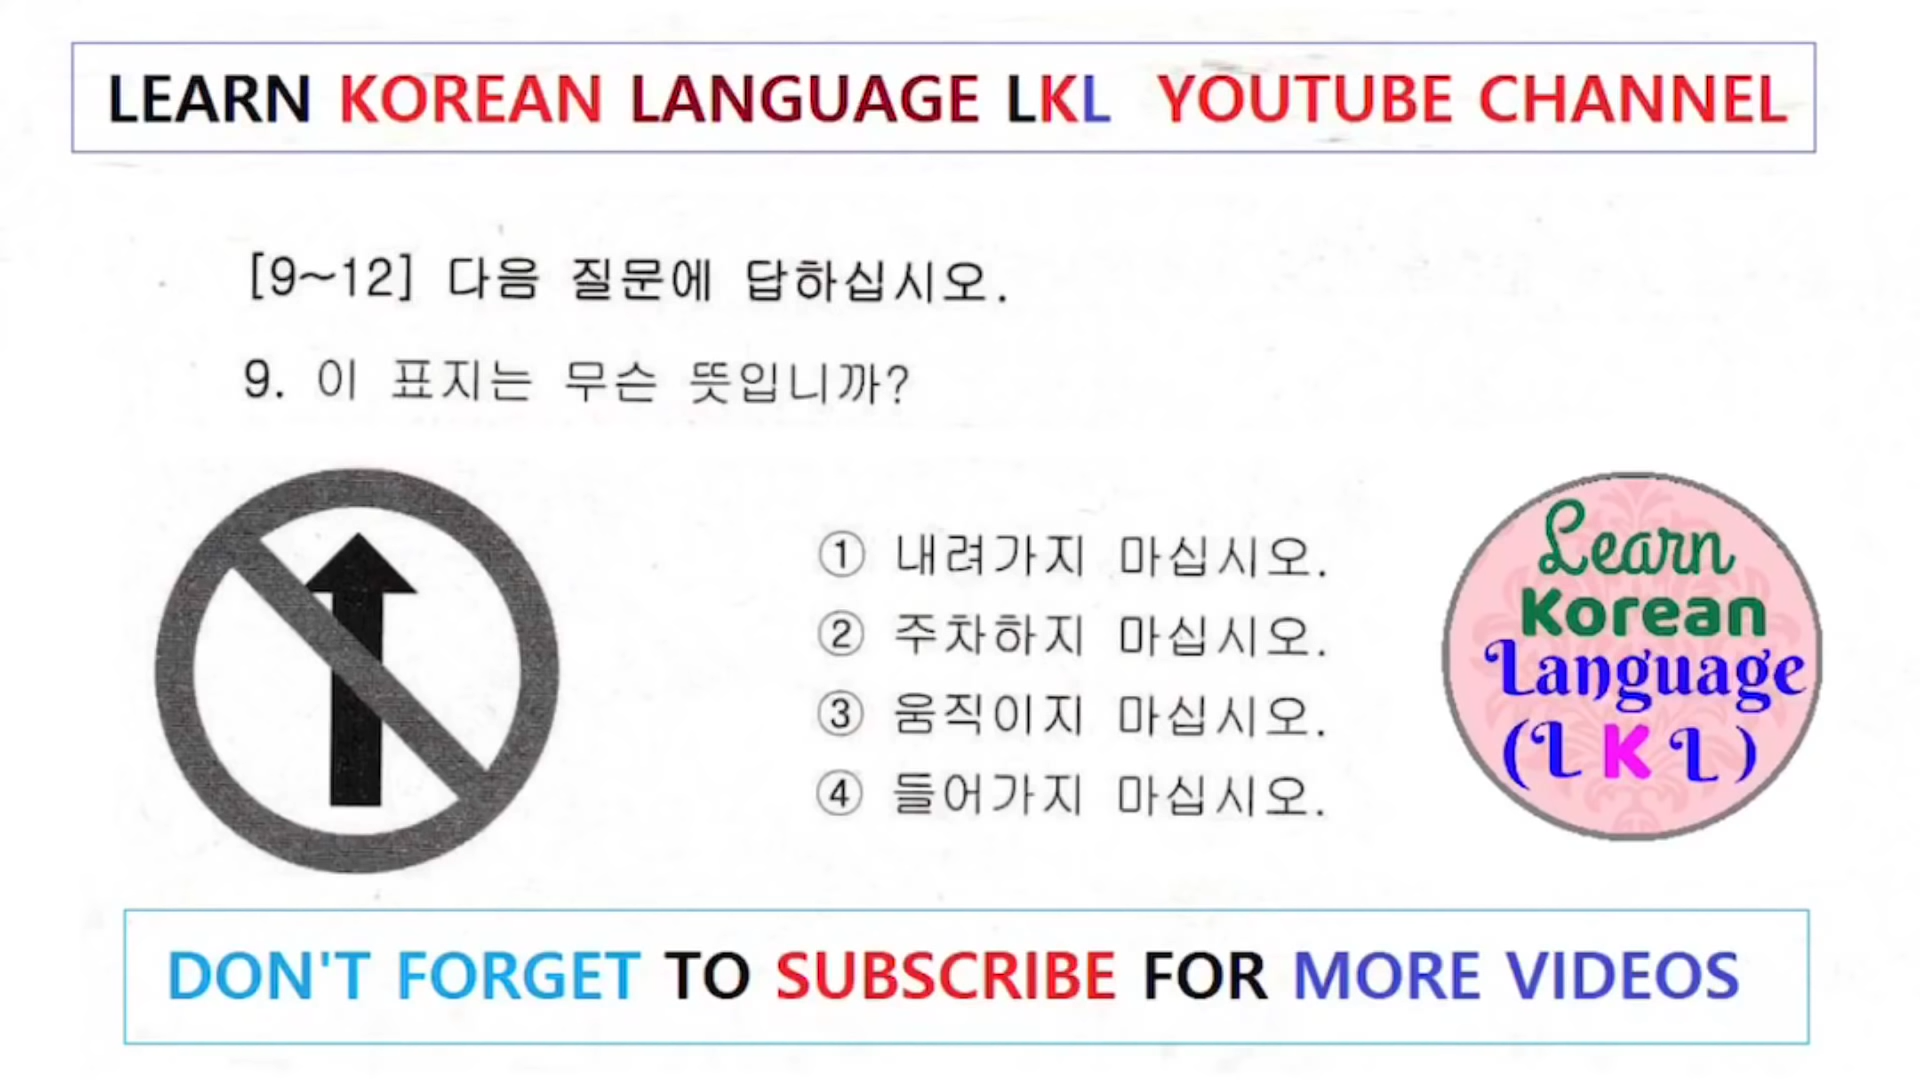 LEARN KOREAN LANGUAGE LKL YOUTUBE CHANNEL
[9~12] 다음 질문에 답하십시오.
9. 이 표지는 무슨 뜻입니까?
① 내려가지 마십시오.
② 주차하지 마십시오.
③ 움직이지 마십시오.
④ 들어가지 마십시오.
Learn
Korean
Language
(L K L)
DON'T FORGET TO SUBSCRIBE FOR MORE VIDEOS